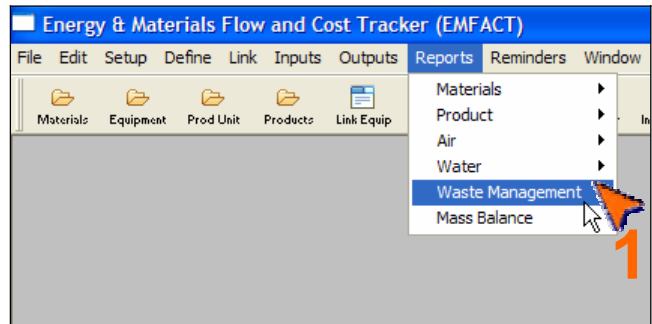 Energy & Materials Flow and Cost Tracker (EMFACT)
File Edit Setup Define Link Inputs Outputs Reports Reminders Window
Materials Equipment Prod Unit Products Link Equip
Materials
Product
Air
Water
Waste Management
Mass Balance
1